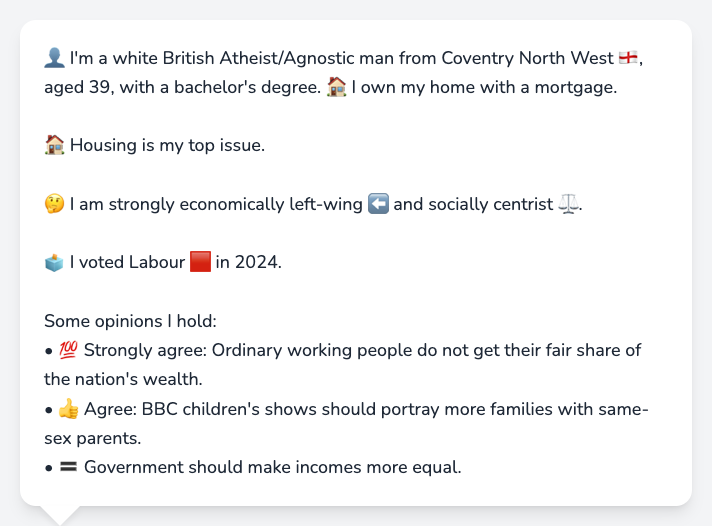 👤 I'm a white British Atheist/Agnostic man from Coventry North West 🏴󠁧󠁢󠁥󠁮󠁧󠁿,
aged 39, with a bachelor's degree. 🏠 I own my home with a mortgage.
🏠 Housing is my top issue.
🤔 I am strongly economically left-wing ⬅️ and socially centrist ⚖️.
🗳️ I voted Labour 🟥 in 2024.
Some opinions I hold:
• 💯 Strongly agree: Ordinary working people do not get their fair share of
the nation's wealth.
• 👍 Agree: BBC children's shows should portray more families with same-
sex parents.
• 🟰 Government should make incomes more equal.